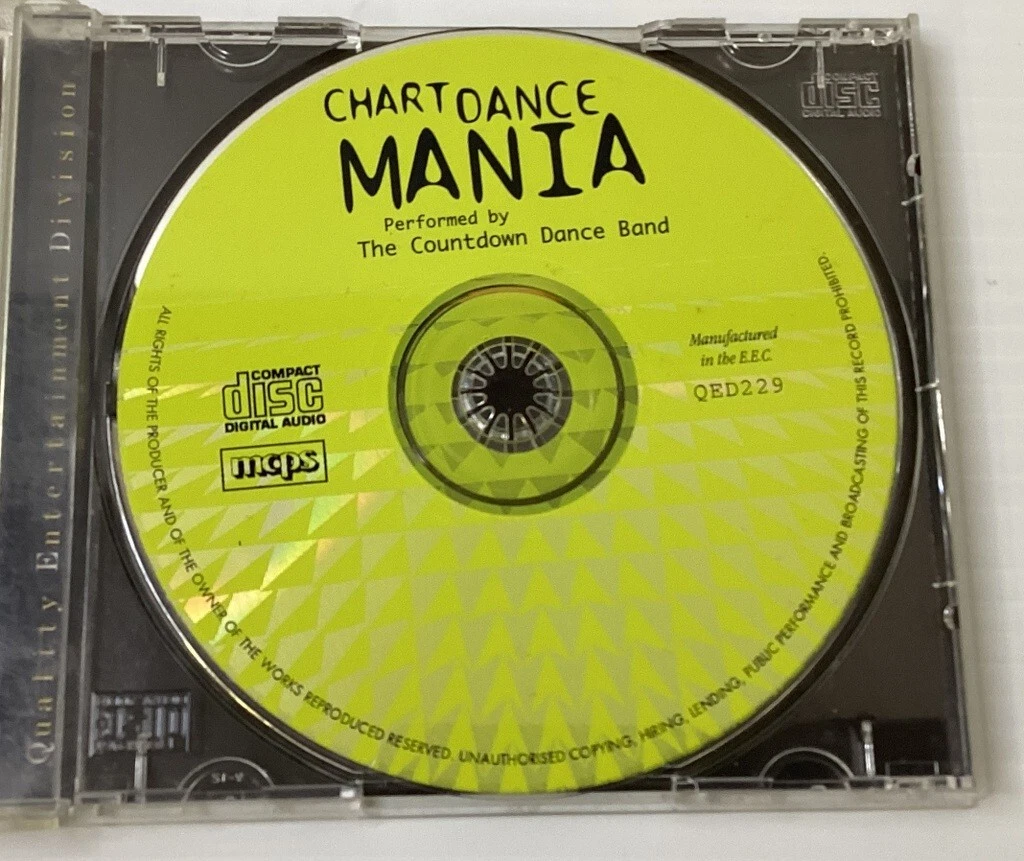 Quality Entertainment Division
CHART DANCE
MANIA
Performed by
The Countdown Dance Band
COMPACT
disc
DIGITAL AUDIO
Manufactured
in the E.E.C.
QED229
COMPACT
disc
DIGITAL AUDIO
mcps
ALL RIGHTS OF THE PRODUCER AND OF THE OWNER OF THE WORKS REPRODUCED RESERVED. UNAUTHORISED COPYING, HIRING, LENDING, PUBLIC PERFORMANCE AND BROADCASTING OF THIS RECORD PROHIBITED.